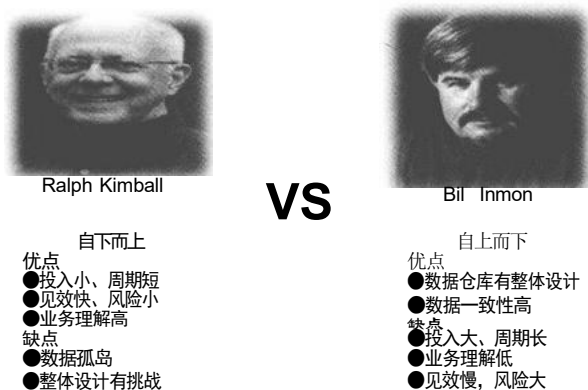 Ralph Kimball
自下而上
优点
●投入小、周期短
●见效快、风险小
●业务理解高
缺点
●数据孤岛
●整体设计有挑战
VS
Bil Inmon
自上而下
优点
●数据仓库有整体设计
●数据一致性高
缺点
●投入大、周期长
●业务理解低
●见效慢，风险大